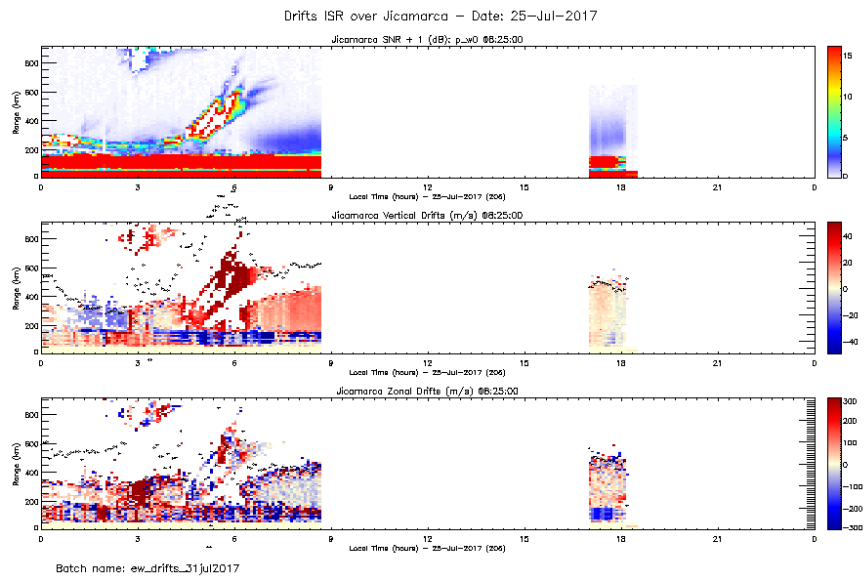 Drifts ISR over Jicamarca - Date: 25-Jul-2017
Jicamarca SNR + 1 (dB): p_w0 08:25:00
Range (km)
800
600
400
200
0
0 3 6 9 12 15 18 21 0
15
10
5
0
Local Time (hours) - 25-Jul-2017 (206)
Jicamarca Vertical Drifts (m/s) 08:25:00
Range (km)
800
600
400
200
0
0 3 6 9 12 15 18 21 0
40
20
0
-20
-40
Local Time (hours) - 25-Jul-2017 (206)
Jicamarca Zonal Drifts (m/s) 08:25:00
Range (km)
800
600
400
200
0
0 3 6 9 12 15 18 21 0
300
200
100
0
-100
-200
-300
Local Time (hours) - 25-Jul-2017 (206)
Batch name: ew_drifts_31jul2017